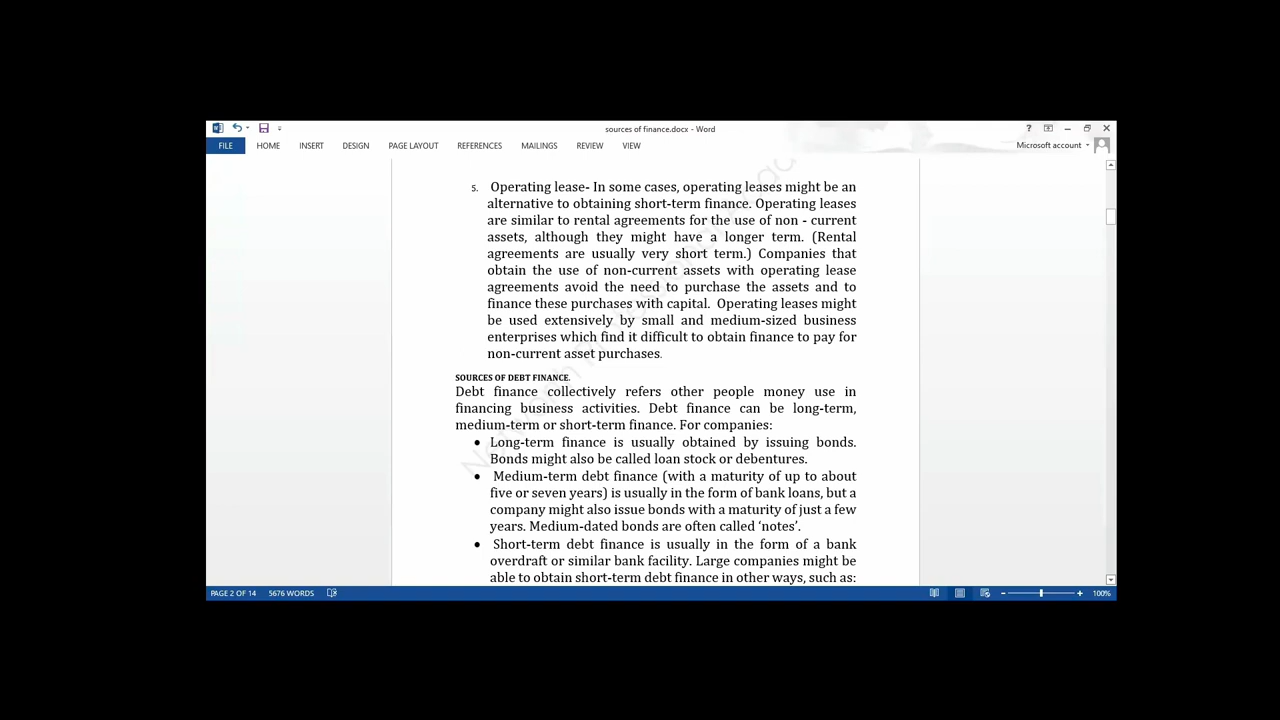 sources of finance.docx - Word
FILE HOME INSERT DESIGN PAGE LAYOUT REFERENCES MAILINGS REVIEW VIEW Microsoft account
5. Operating lease- In some cases, operating leases might be an
alternative to obtaining short-term finance. Operating leases
are similar to rental agreements for the use of non - current
assets, although they might have a longer term. (Rental
agreements are usually very short term.) Companies that
obtain the use of non-current assets with operating lease
agreements avoid the need to purchase the assets and to
finance these purchases with capital. Operating leases might
be used extensively by small and medium-sized business
enterprises which find it difficult to obtain finance to pay for
non-current asset purchases.
SOURCES OF DEBT FINANCE.
Debt finance collectively refers other people money use in
financing business activities. Debt finance can be long-term,
medium-term or short-term finance. For companies:
• Long-term finance is usually obtained by issuing bonds.
Bonds might also be called loan stock or debentures.
• Medium-term debt finance (with a maturity of up to about
five or seven years) is usually in the form of bank loans, but a
company might also issue bonds with a maturity of just a few
years. Medium-dated bonds are often called ‘notes’.
• Short-term debt finance is usually in the form of a bank
overdraft or similar bank facility. Large companies might be
able to obtain short-term debt finance in other ways, such as:
PAGE 2 OF 14 5676 WORDS 100%